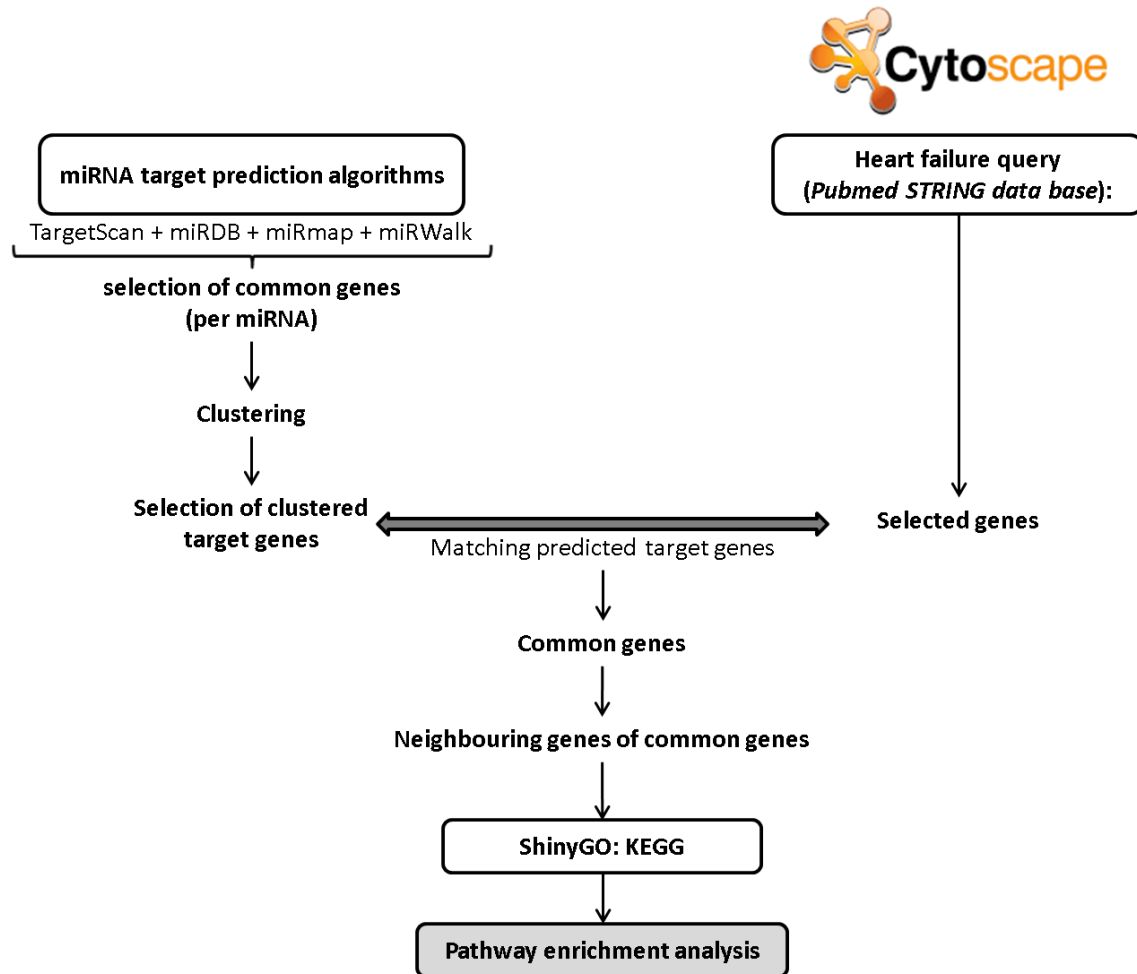 Cytoscape
miRNA target prediction algorithms
TargetScan + miRDB + miRmap + miRWalk
selection of common genes
(per miRNA)
Clustering
Selection of clustered
target genes
Heart failure query
(Pubmed STRING data base):
Selected genes
Matching predicted target genes
Common genes
Neighbouring genes of common genes
ShinyGO: KEGG
Pathway enrichment analysis